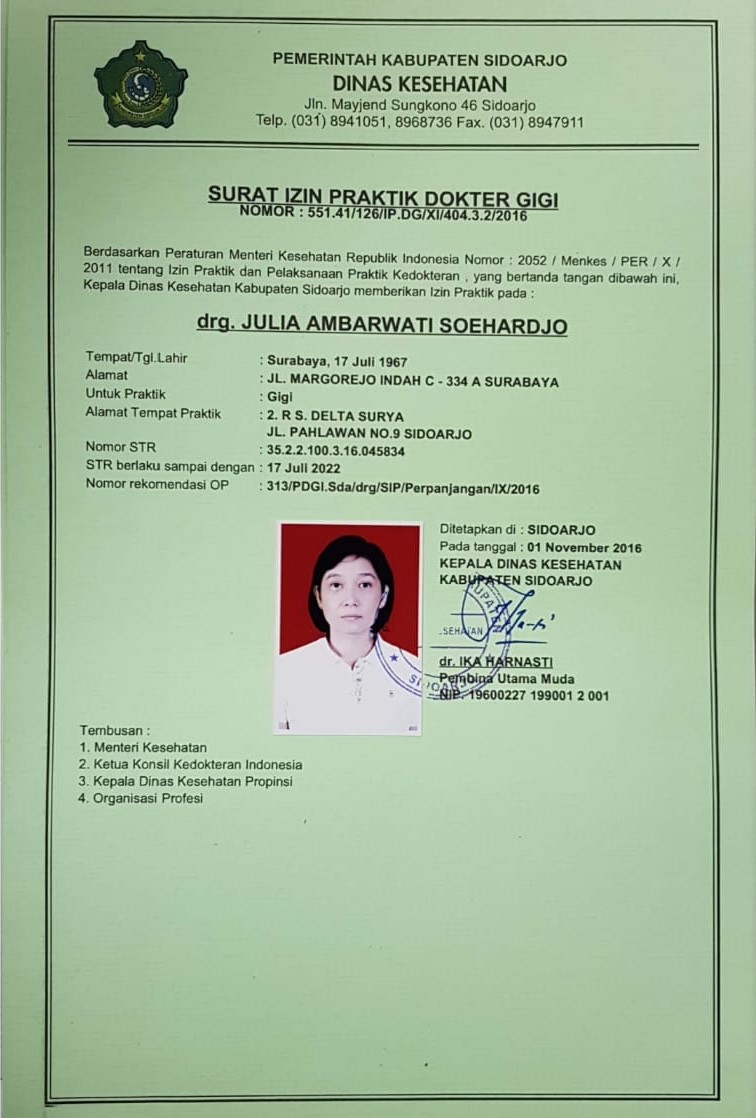 PEMERINTAH KABUPATEN SIDOARJO
DINAS KESEHATAN
Jln. Mayjend Sungkono 46 Sidoarjo
Telp. (031) 8941051, 8968736 Fax. (031) 8947911
SURAT IZIN PRAKTIK DOKTER GIGI
NOMOR : 551.41/126/IP.DG/XI/404.3.2/2016
Berdasarkan Peraturan Menteri Kesehatan Republik Indonesia Nomor : 2052 / Menkes / PER / X /
2011 tentang Izin Praktik dan Pelaksanaan Praktik Kedokteran , yang bertanda tangan dibawah ini,
Kepala Dinas Kesehatan Kabupaten Sidoarjo memberikan Izin Praktik pada :
drg. JULIA AMBARWATI SOEHARDJO
Tempat/Tgl.Lahir : Surabaya, 17 Juli 1967
Alamat : JL. MARGOREJO INDAH C - 334 A SURABAYA
Untuk Praktik : Gigi
Alamat Tempat Praktik : 2. R S. DELTA SURYA
JL. PAHLAWAN NO.9 SIDOARJO
Nomor STR : 35.2.2.100.3.16.045834
STR berlaku sampai dengan : 17 Juli 2022
Nomor rekomendasi OP : 313/PDGI.Sda/drg/SIP/Perpanjangan/IX/2016
Ditetapkan di : SIDOARJO
Pada tanggal : 01 November 2016
KEPALA DINAS KESEHATAN
KABUPATEN SIDOARJO
UPATE
SEHATAN
SIDOARJO
dr. IKA HARNASTI
Pembina Utama Muda
NIP. 19600227 199001 2 001
Tembusan :
1. Menteri Kesehatan
2. Ketua Konsil Kedokteran Indonesia
3. Kepala Dinas Kesehatan Propinsi
4. Organisasi Profesi